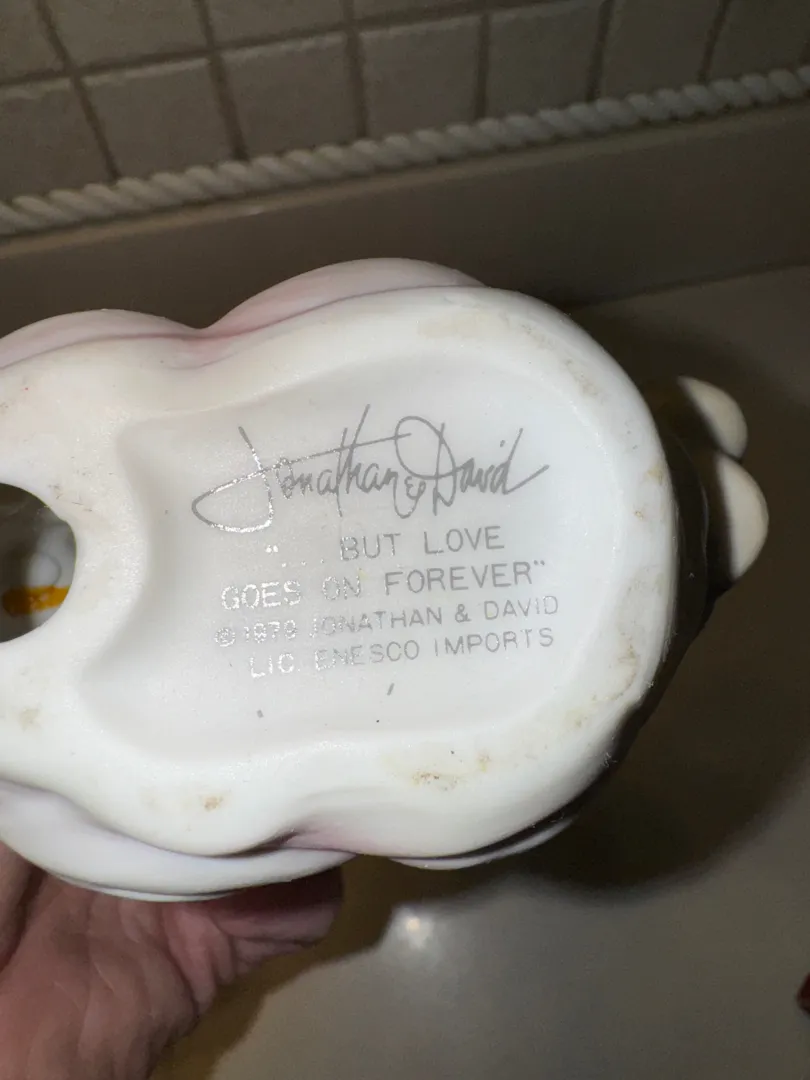 Jonathan & David
"... BUT LOVE
GOES ON FOREVER"
© 1979 JONATHAN & DAVID
LIC. ENESCO IMPORTS